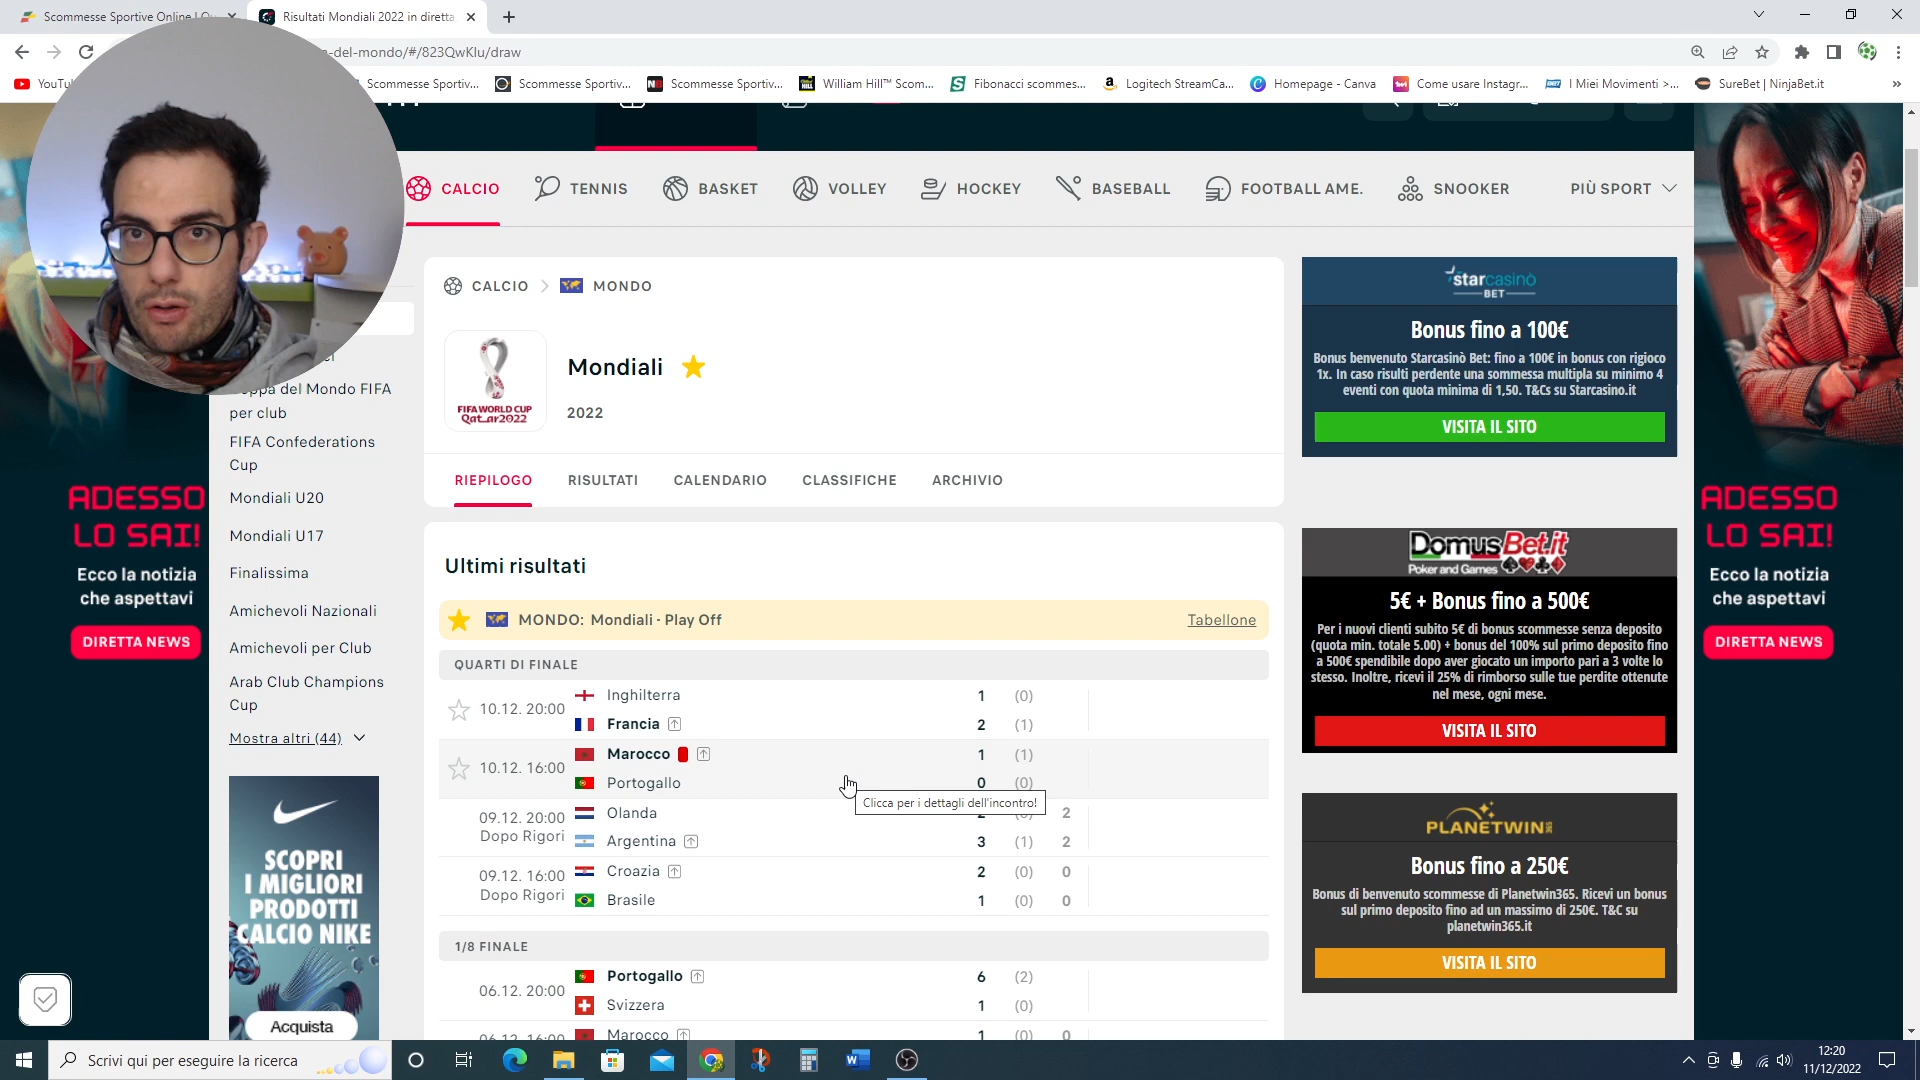 Scommesse Sportive Online | Qu
Risultati Mondiali 2022 in diretta,
-del-mondo/#/823QwKlu/draw
YouTu
Scommesse Sportiv...
Scommesse Sportiv...
Scommesse Sportiv...
William Hill™ Scom...
Fibonacci scommes...
Logitech StreamCa...
Homepage - Canva
Come usare Instagr...
I Miei Movimenti >...
SureBet | NinjaBet.it
CALCIO
TENNIS
BASKET
VOLLEY
HOCKEY
BASEBALL
FOOTBALL AME.
SNOOKER
PIÙ SPORT
CALCIO
MONDO
FIFA WORLD CUP
Qatar2022
Mondiali
2022
RIEPILOGO
RISULTATI
CALENDARIO
CLASSIFICHE
ARCHIVIO
Coppa del Mondo FIFA
per club
FIFA Confederations
Cup
Mondiali U20
Mondiali U17
Finalissima
Amichevoli Nazionali
Amichevoli per Club
Arab Club Champions
Cup
Mostra altri (44)
ADESSO
LO SAI!
Ecco la notizia
che aspettavi
DIRETTA NEWS
SCOPRI
I MIGLIORI
PRODOTTI
CALCIO NIKE
Acquista
Ultimi risultati
MONDO: Mondiali - Play Off
Tabellone
QUARTI DI FINALE
10.12. 20:00
Inghilterra 1 (0)
Francia 2 (1)
10.12. 16:00
Marocco 1 (1)
Portogallo 0 (0)
Clicca per i dettagli dell'incontro!
09.12. 20:00
Dopo Rigori
Olanda 2
Argentina 3 (1) 2
09.12. 16:00
Dopo Rigori
Croazia 2 (0) 0
Brasile 1 (0) 0
1/8 FINALE
06.12. 20:00
Portogallo 6 (2)
Svizzera 1 (0)
06.12. 16:00
Marocco 1 (0) 0
starcasinò
BET
Bonus fino a 100€
Bonus benvenuto Starcasinò Bet: fino a 100€ in bonus con rigioco
1x. In caso risulti perdente una sommessa multipla su minimo 4
eventi con quota minima di 1,50. T&Cs su Starcasino.it
VISITA IL SITO
DomusBet.it
Poker and Games
5€ + Bonus fino a 500€
Per i nuovi clienti subito 5€ di bonus scommesse senza deposito
(quota min. totale 5.00) + bonus del 100% sul primo deposito fino
a 500€ spendibile dopo aver giocato un importo pari a 3 volte lo
stesso. Inoltre, ricevi il 25% di rimborso sulle tue perdite ottenute
nel mese, ogni mese.
VISITA IL SITO
PLANETWIN365
Bonus fino a 250€
Bonus di benvenuto scommesse di Planetwin365. Ricevi un bonus
sul primo deposito fino ad un massimo di 250€. T&C su
planetwin365.it
VISITA IL SITO
ADESSO
LO SAI!
Ecco la notizia
che aspettavi
DIRETTA NEWS
Scrivi qui per eseguire la ricerca
12:20
11/12/2022